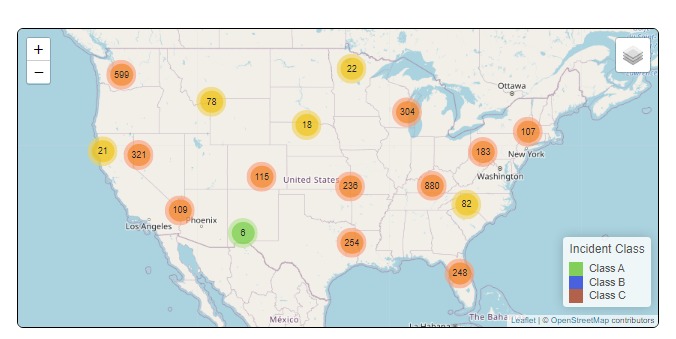 +
−
599
22
78
304
Ottawa
18
107
21
321
183
New York
115
United States
236
880
Washington
82
109
Phoenix
Los Angeles
6
254
Incident Class
248
Class A
Class B
Class C
México
The Baha
La Habana
Leaflet | © OpenStreetMap contributors